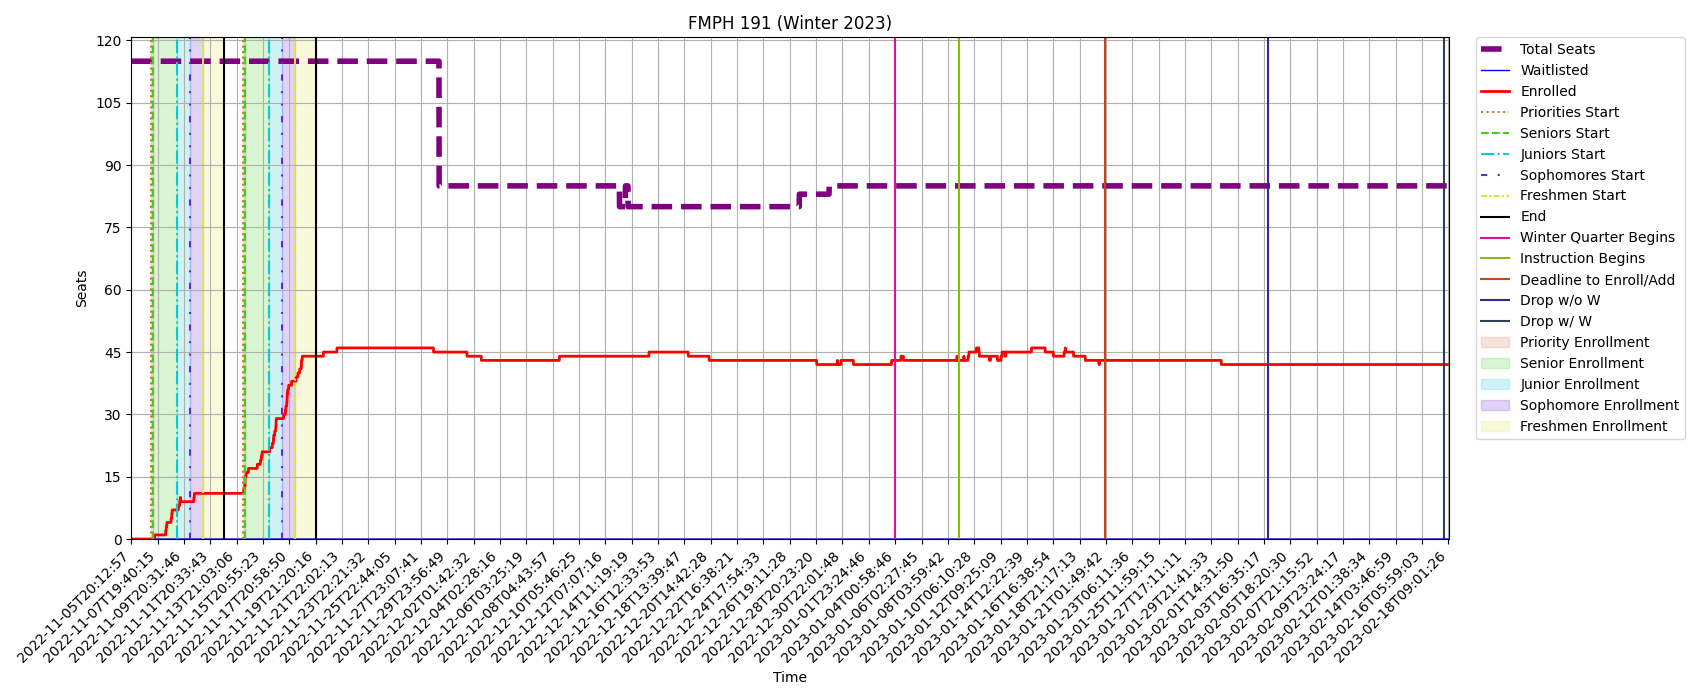 FMPH 191 (Winter 2023)
120
105
90
75
60
45
30
15
0
Seats
2022-11-05T20:12:57
2022-11-07T19:40:15
2022-11-09T20:31:46
2022-11-11T20:33:43
2022-11-13T21:03:06
2022-11-15T20:55:23
2022-11-17T20:58:50
2022-11-19T21:20:16
2022-11-21T22:02:13
2022-11-23T22:21:32
2022-11-25T22:44:05
2022-11-27T23:07:41
2022-11-29T23:56:49
2022-12-02T01:42:32
2022-12-04T02:28:16
2022-12-06T03:25:19
2022-12-08T04:43:57
2022-12-10T05:46:25
2022-12-12T07:07:16
2022-12-14T11:19:19
2022-12-16T12:33:53
2022-12-18T13:39:47
2022-12-20T14:42:28
2022-12-22T16:38:21
2022-12-24T17:54:33
2022-12-26T19:11:28
2022-12-28T20:23:20
2022-12-30T22:01:48
2023-01-01T23:24:46
2023-01-04T00:58:46
2023-01-06T02:27:45
2023-01-08T03:59:42
2023-01-10T06:10:28
2023-01-12T09:25:09
2023-01-14T12:22:39
2023-01-16T16:38:54
2023-01-18T21:17:13
2023-01-21T01:49:42
2023-01-23T06:11:36
2023-01-25T11:59:15
2023-01-27T17:11:11
2023-01-29T21:41:33
2023-02-01T14:31:50
2023-02-03T16:35:17
2023-02-05T18:20:30
2023-02-07T21:15:52
2023-02-09T23:24:17
2023-02-12T01:38:34
2023-02-14T03:46:59
2023-02-16T05:59:03
2023-02-18T09:01:26
Time
Total Seats
Waitlisted
Enrolled
Priorities Start
Seniors Start
Juniors Start
Sophomores Start
Freshmen Start
End
Winter Quarter Begins
Instruction Begins
Deadline to Enroll/Add
Drop w/o W
Drop w/ W
Priority Enrollment
Senior Enrollment
Junior Enrollment
Sophomore Enrollment
Freshmen Enrollment